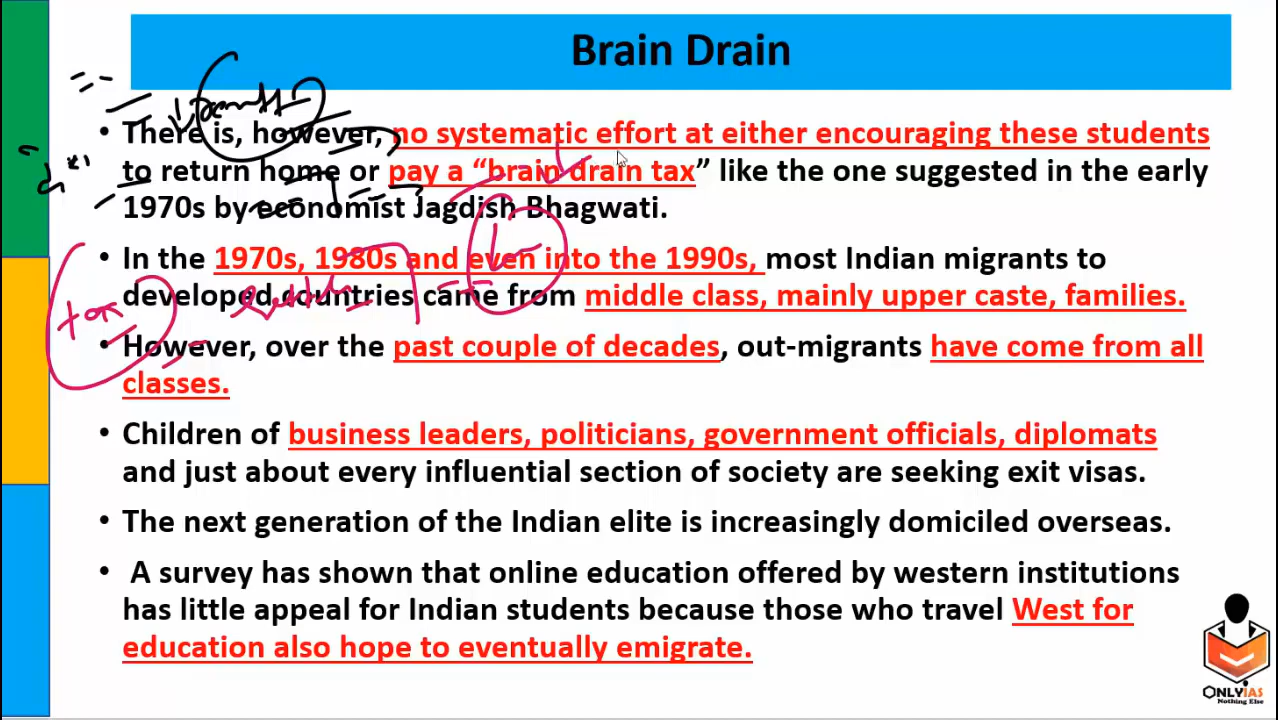 Brain Drain
• There is, however, no systematic effort at either encouraging these students
to return home or pay a “brain drain tax” like the one suggested in the early
1970s by economist Jagdish Bhagwati.
• In the 1970s, 1980s and even into the 1990s, most Indian migrants to
developed countries came from middle class, mainly upper caste, families.
tax
• However, over the past couple of decades, out-migrants have come from all
classes.
• Children of business leaders, politicians, government officials, diplomats
and just about every influential section of society are seeking exit visas.
• The next generation of the Indian elite is increasingly domiciled overseas.
• A survey has shown that online education offered by western institutions
has little appeal for Indian students because those who travel West for
education also hope to eventually emigrate.
ONLYIAS
Nothing Else